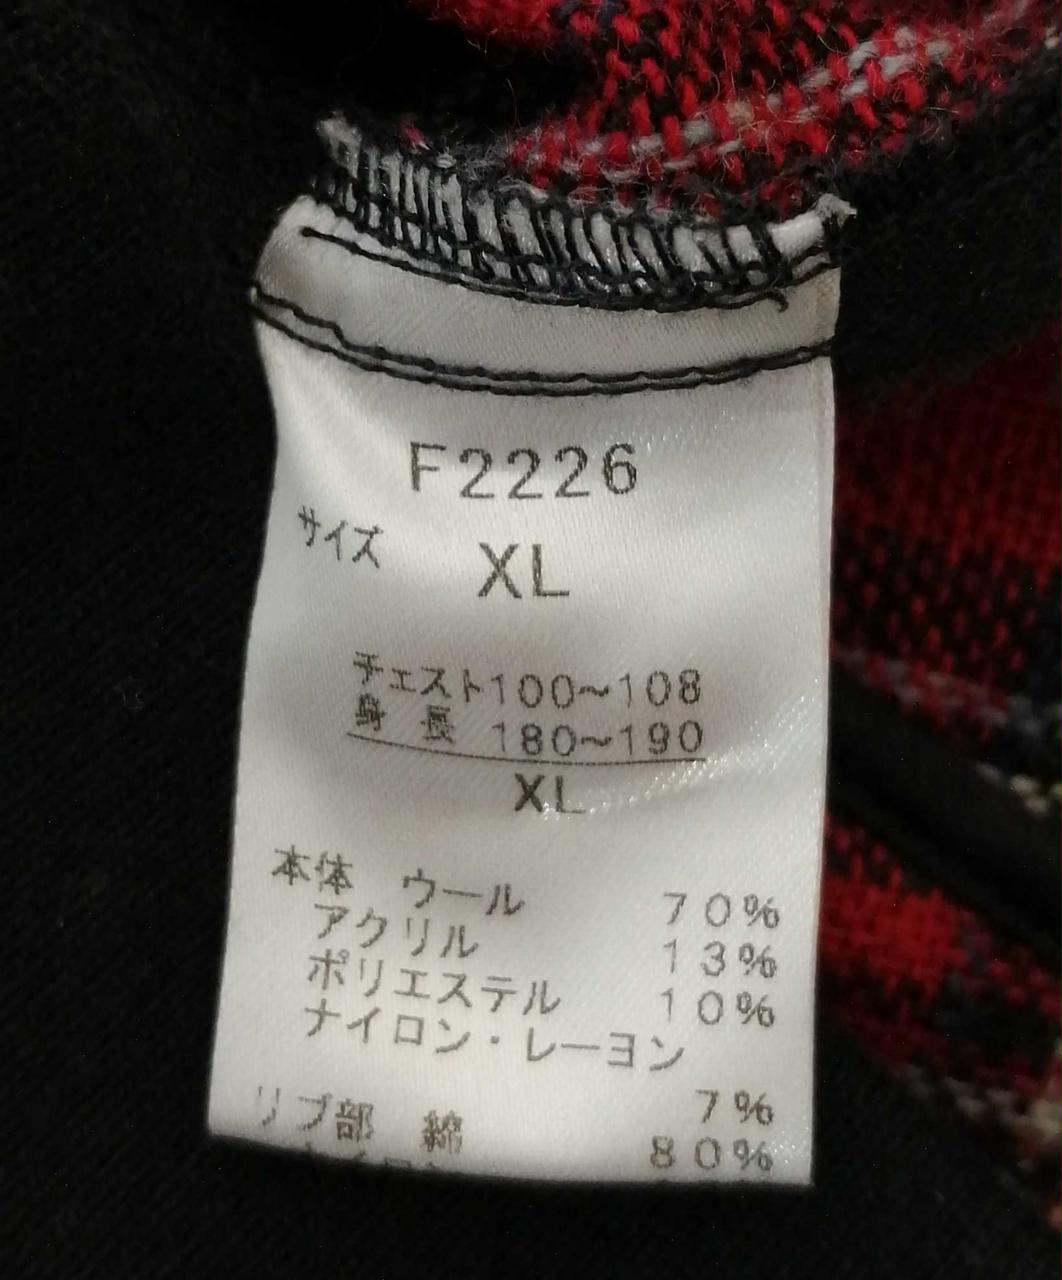 F2226
サイズ XL
チェスト100〜108
身長 180〜190
XL
本体 ウール 70%
アクリル 13%
ポリエステル 10%
ナイロン・レーヨン
7%
リブ部 綿 80%